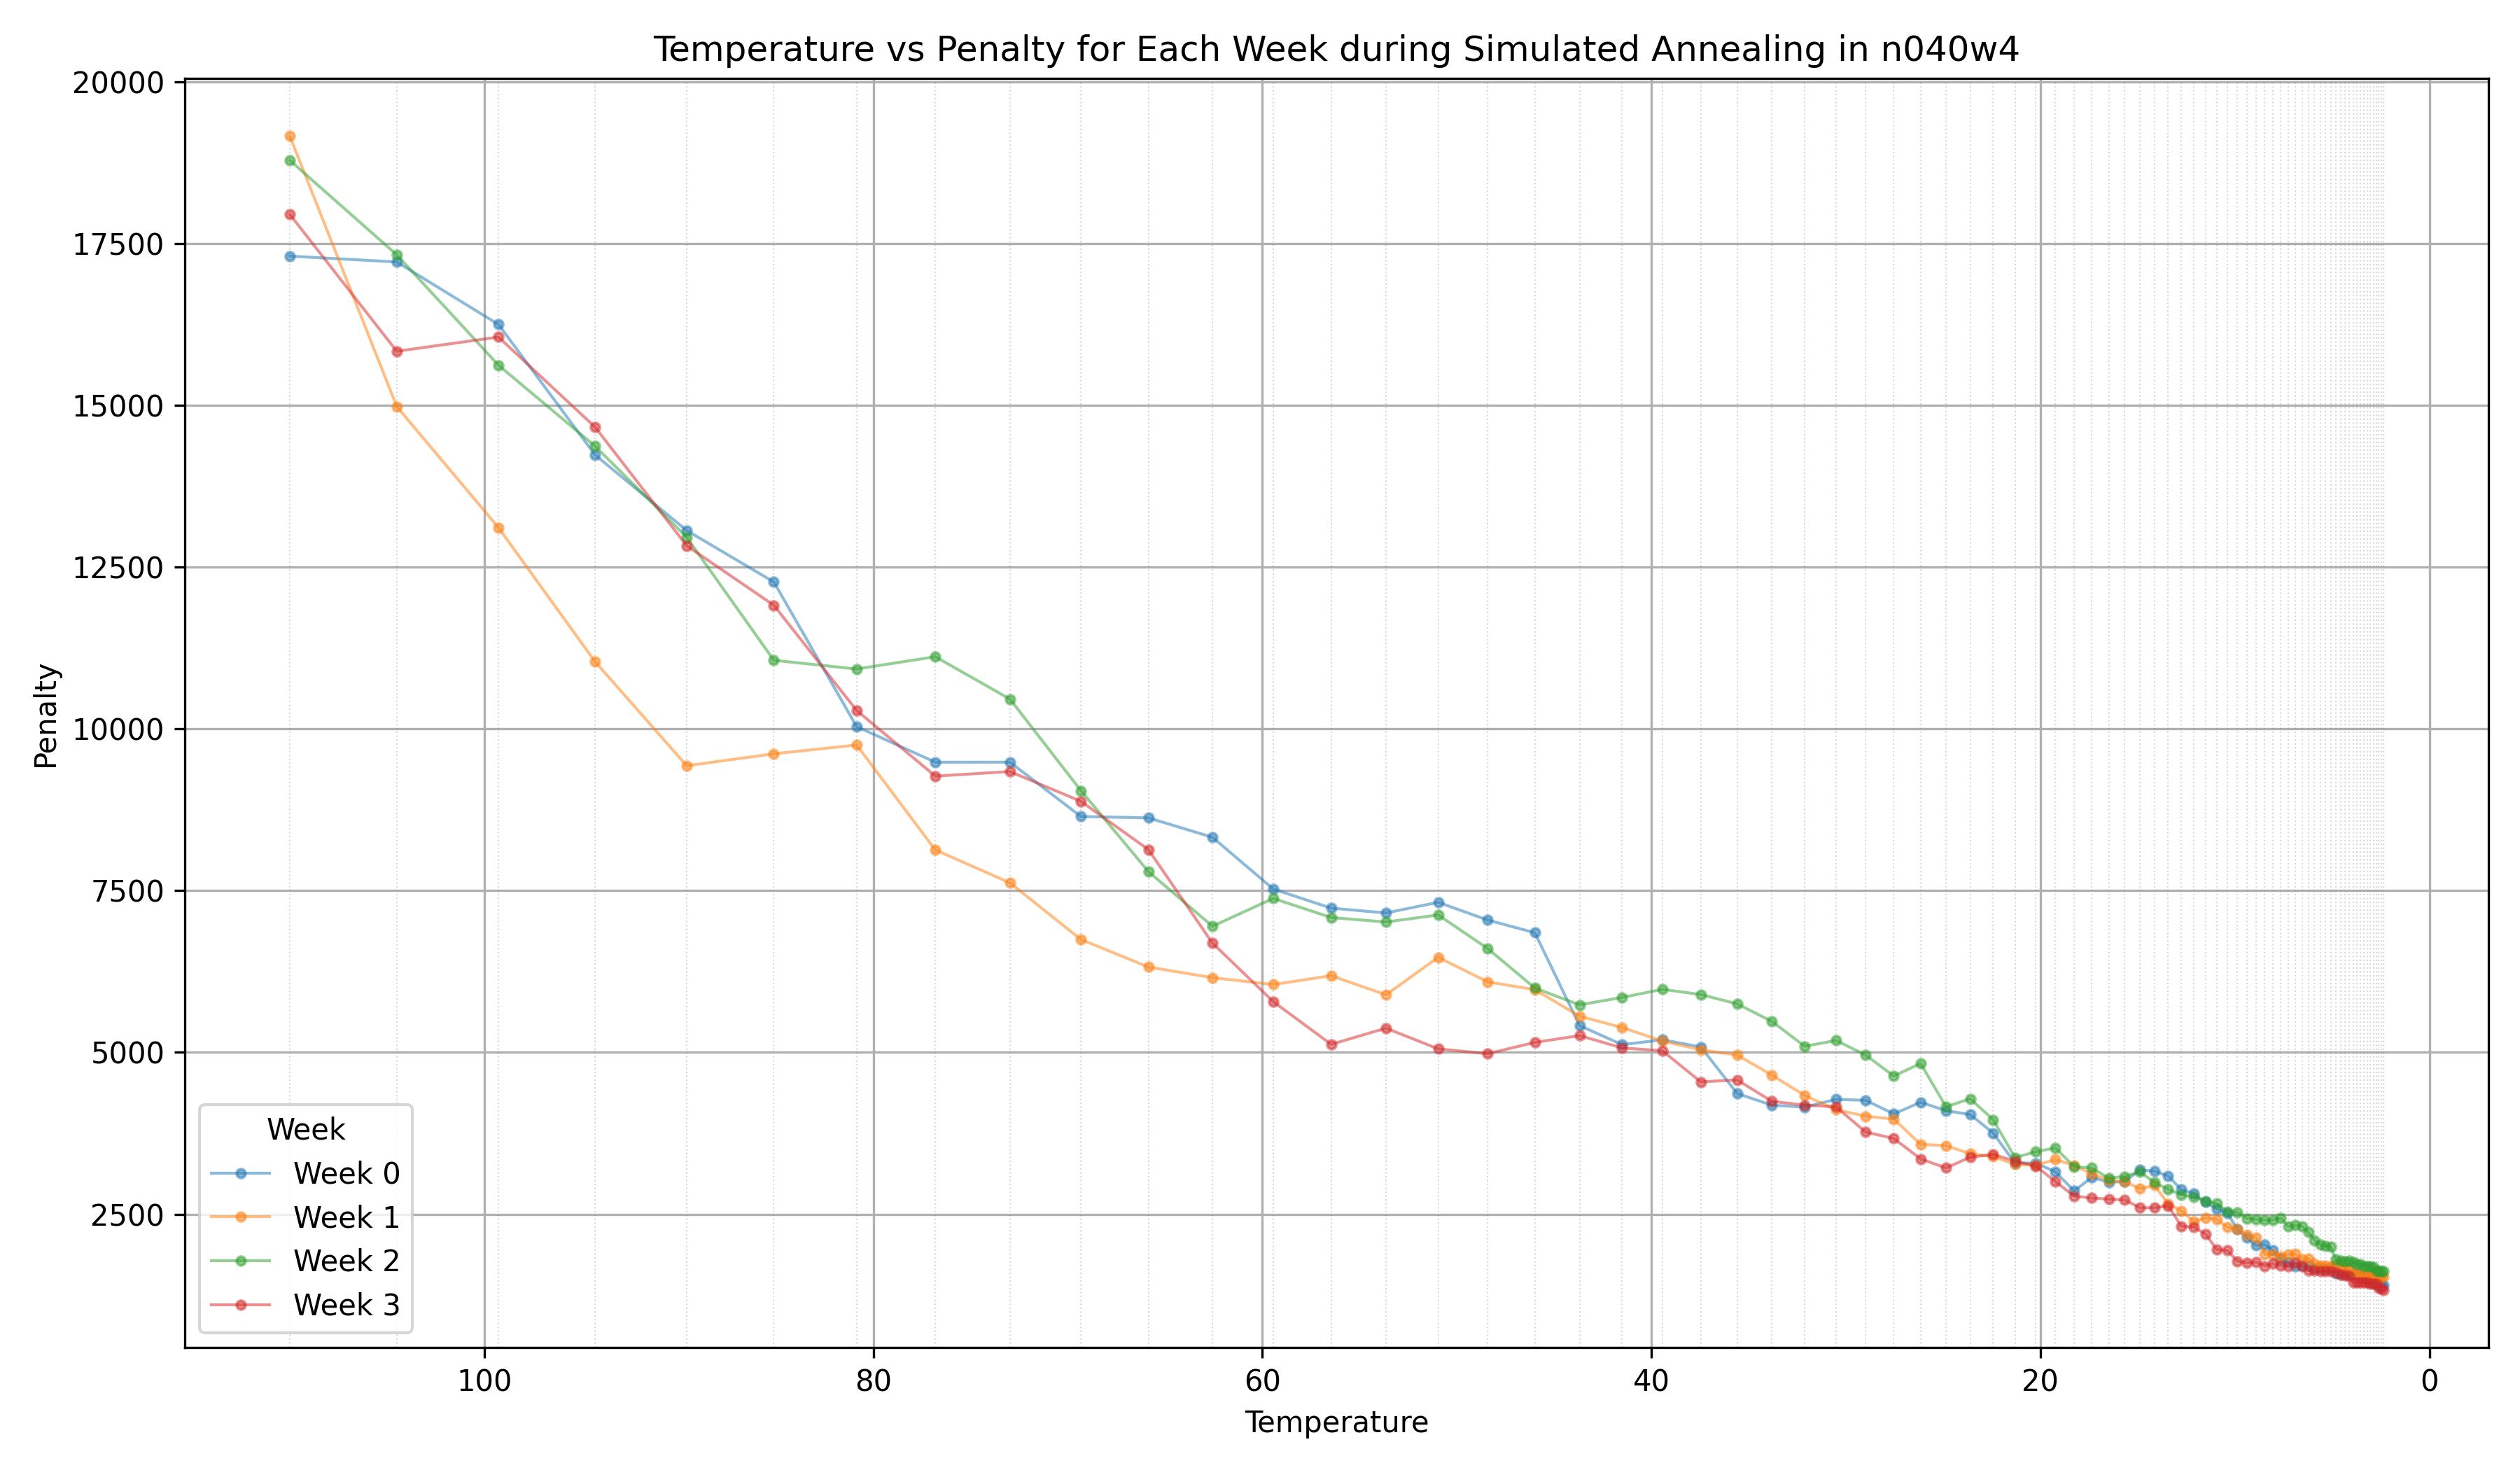 Temperature vs Penalty for Each Week during Simulated Annealing in n040w4
Penalty
20000
17500
15000
12500
10000
7500
5000
2500
Week
Week 0
Week 1
Week 2
Week 3
100 80 60 40 20 0
Temperature